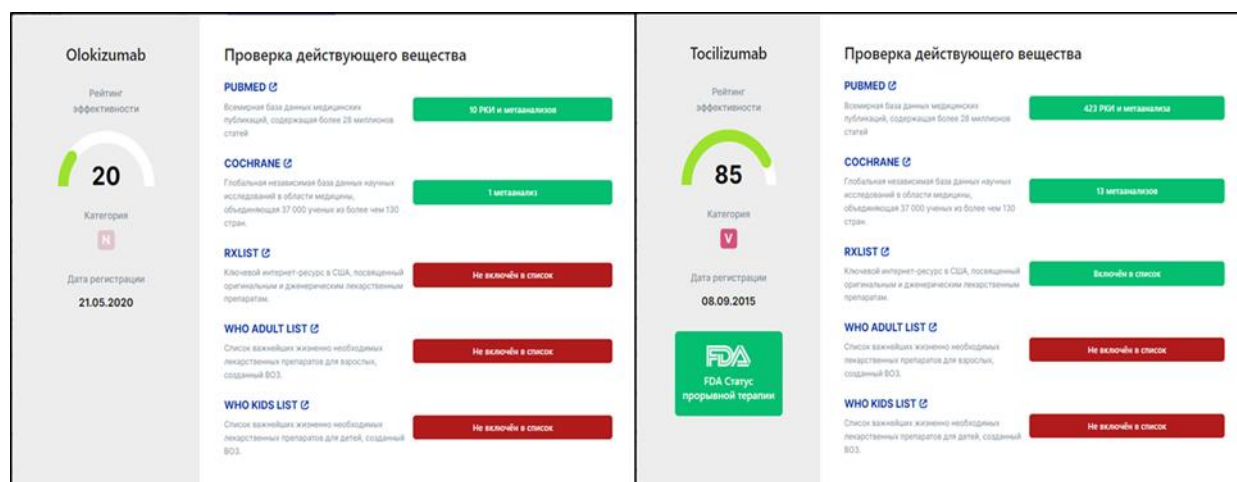 Olokizumab
Рейтинг
эффективности
20
Категория
N
Дата регистрации
21.05.2020
Проверка действующего вещества
PUBMED
Всемирная база данных медицинских
публикаций, содержащая более 28 миллионов
статей
10 РКИ и метаанализов
COCHRANE
Глобальная независимая база данных научных
исследований в области медицины,
объединяющая 37 000 ученых из более чем 130
стран.
1 метаанализ
RXLIST
Ключевой интернет-ресурс в США, посвященный
оригинальным и дженерическим лекарственным
препаратам.
Не включён в список
WHO ADULT LIST
Список важнейших жизненно необходимых
лекарственных препаратов для взрослых,
созданный ВОЗ.
Не включён в список
WHO KIDS LIST
Список важнейших жизненно необходимых
лекарственных препаратов для детей, созданный
ВОЗ.
Не включён в список
Tocilizumab
Рейтинг
эффективности
85
Категория
V
Дата регистрации
08.09.2015
FDA
FDA Статус
прорывной терапии
Проверка действующего вещества
PUBMED
Всемирная база данных медицинских
публикаций, содержащая более 28 миллионов
статей
423 РКИ и метаанализа
COCHRANE
Глобальная независимая база данных научных
исследований в области медицины,
объединяющая 37 000 ученых из более чем 130
стран.
13 метаанализов
RXLIST
Ключевой интернет-ресурс в США, посвященный
оригинальным и дженерическим лекарственным
препаратам.
Включён в список
WHO ADULT LIST
Список важнейших жизненно необходимых
лекарственных препаратов для взрослых,
созданный ВОЗ.
Не включён в список
WHO KIDS LIST
Список важнейших жизненно необходимых
лекарственных препаратов для детей, созданный
ВОЗ.
Не включён в список